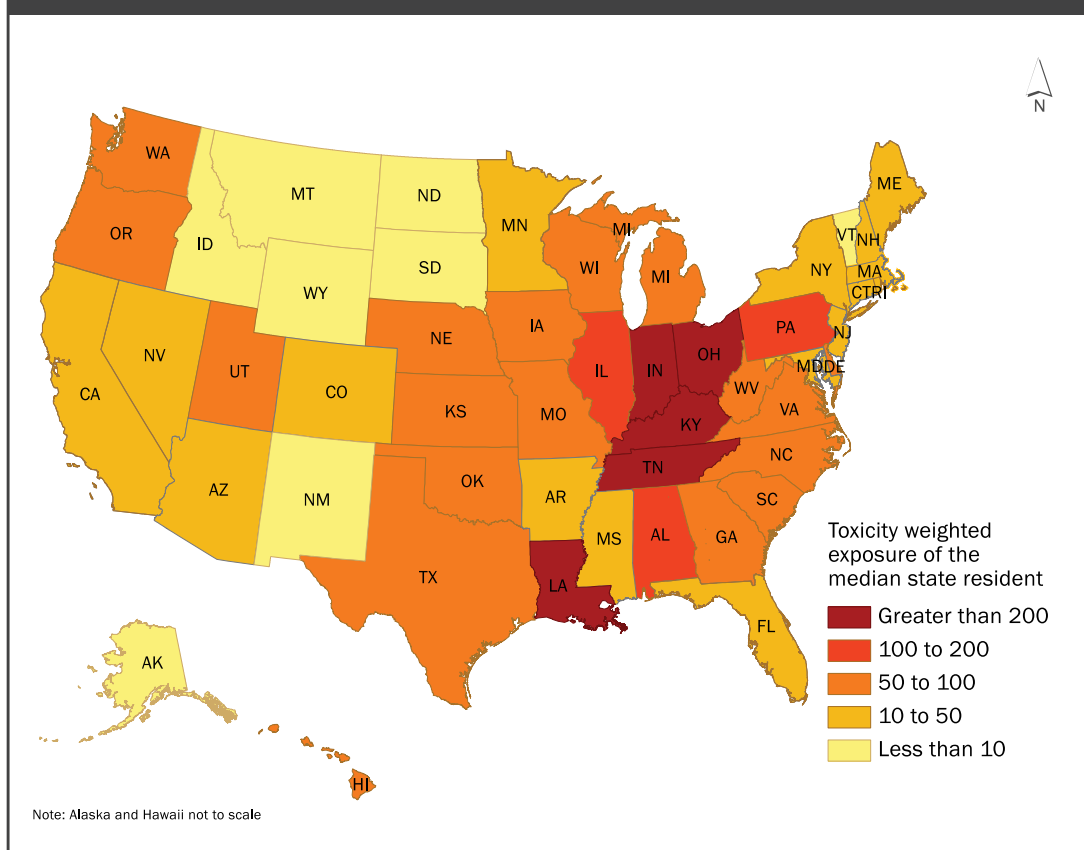 N
WA
MT
ND
MN
ME
OR
ID
SD
WI
MI
MI
NY
VT
NH
MA
CT
RI
WY
NE
IA
PA
NJ
NV
UT
CO
KS
MO
IL
IN
OH
WV
MD
DE
VA
CA
KY
NC
AZ
NM
OK
AR
TN
SC
MS
AL
GA
TX
LA
FL
AK
HI
Toxicity weighted
exposure of the
median state resident
Greater than 200
100 to 200
50 to 100
10 to 50
Less than 10
Note: Alaska and Hawaii not to scale